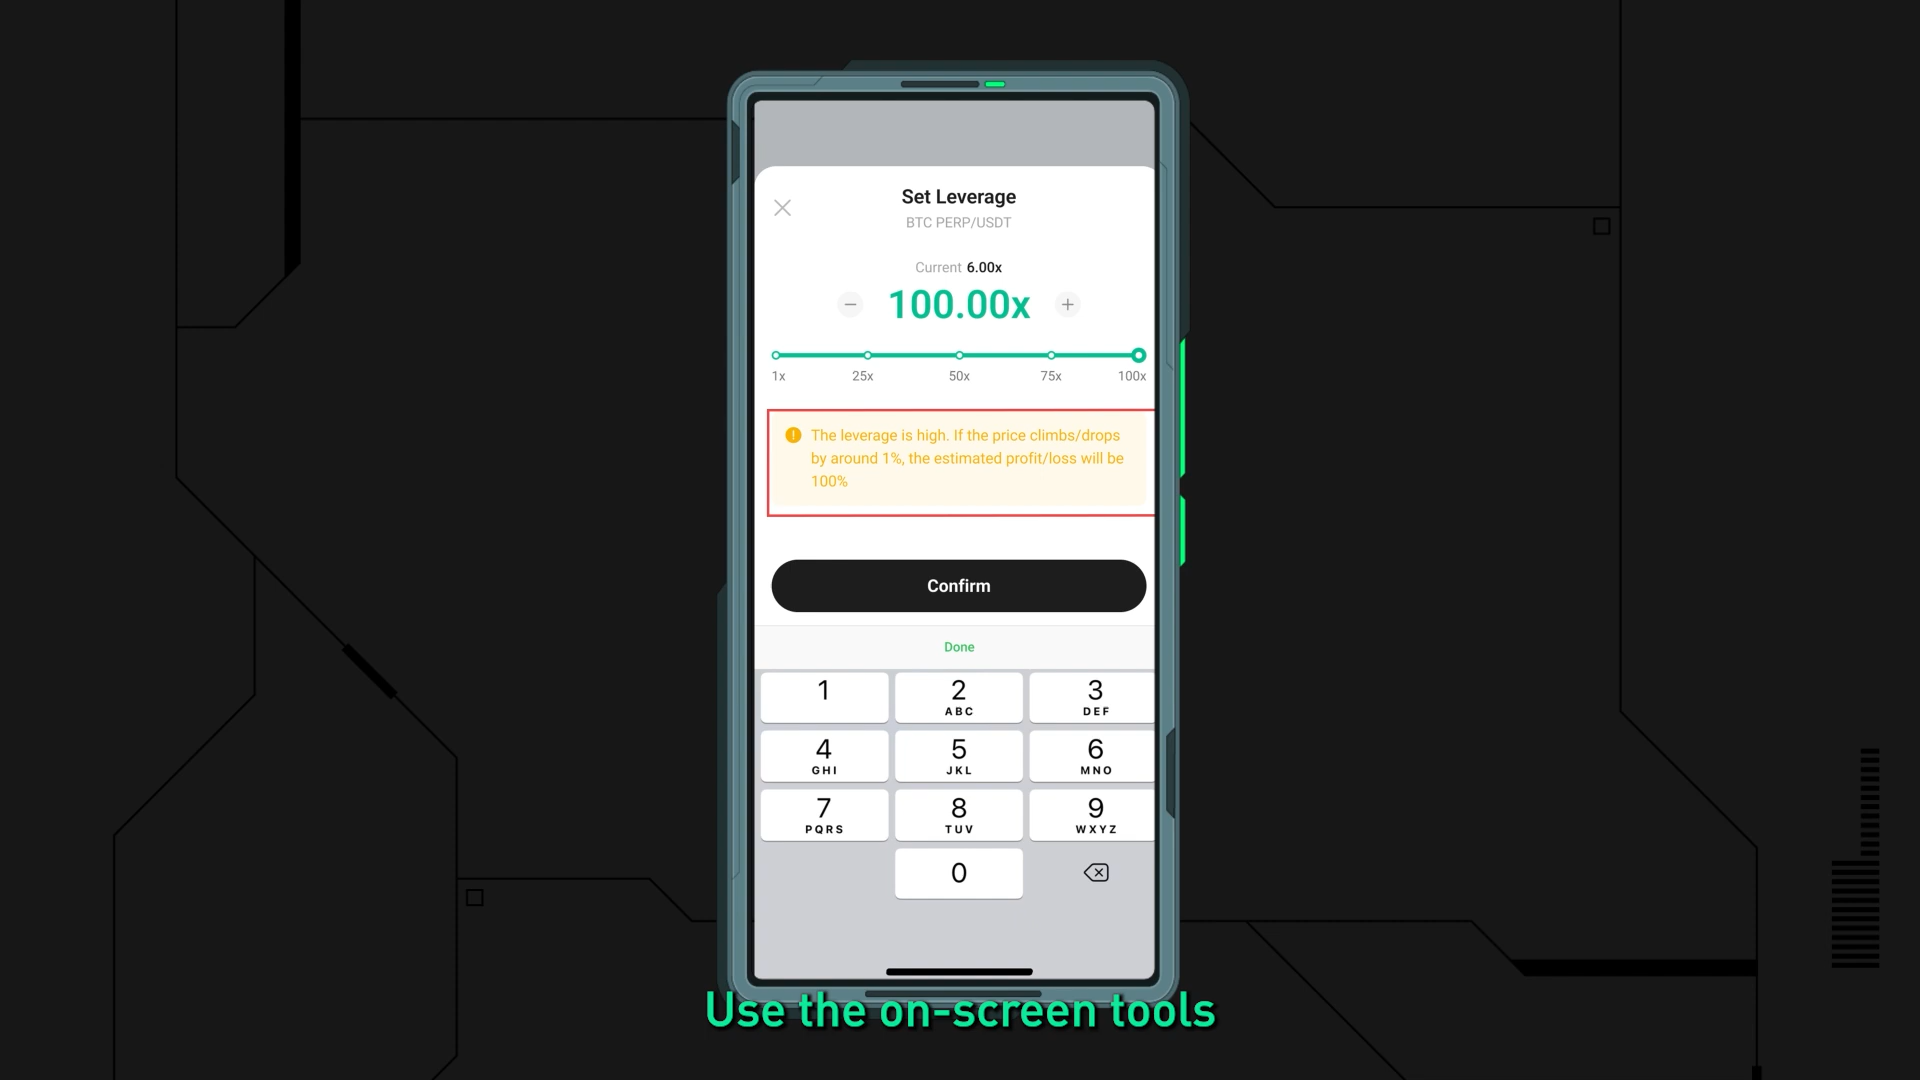 Set Leverage
BTC PERP/USDT
Current 6.00x
− 100.00x +
1x 25x 50x 75x 100x
The leverage is high. If the price climbs/drops
by around 1%, the estimated profit/loss will be
100%
Confirm
Done
1 2 3
ABC DEF
4 5 6
GHI JKL MNO
7 8 9
PQRS TUV WXYZ
0
Use the on-screen tools